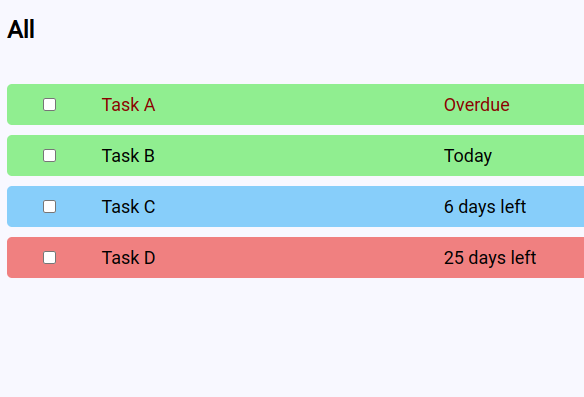 All
Task A Overdue
Task B Today
Task C 6 days left
Task D 25 days left